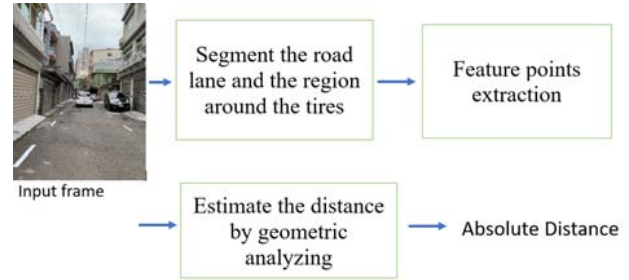 Segment the road
lane and the region
around the tires
Feature points
extraction
Input frame
Estimate the distance
by geometric
analyzing
Absolute Distance